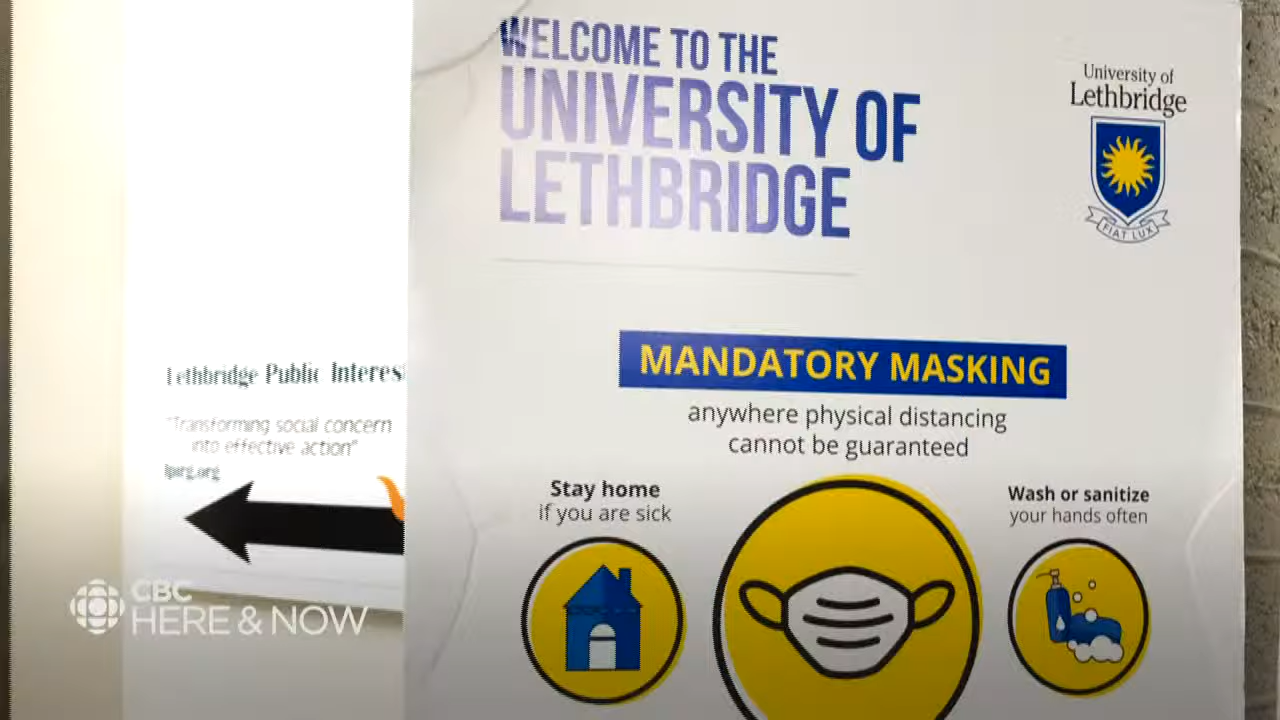 WELCOME TO THE
UNIVERSITY OF
LETHBRIDGE
University of
Lethbridge
FIAT LUX
MANDATORY MASKING
anywhere physical distancing
cannot be guaranteed
Stay home
if you are sick
Wash or sanitize
your hands often
Lethbridge Public Interes
"Transforming social concern
into effective action"
lpirg.org
CBC
HERE & NOW